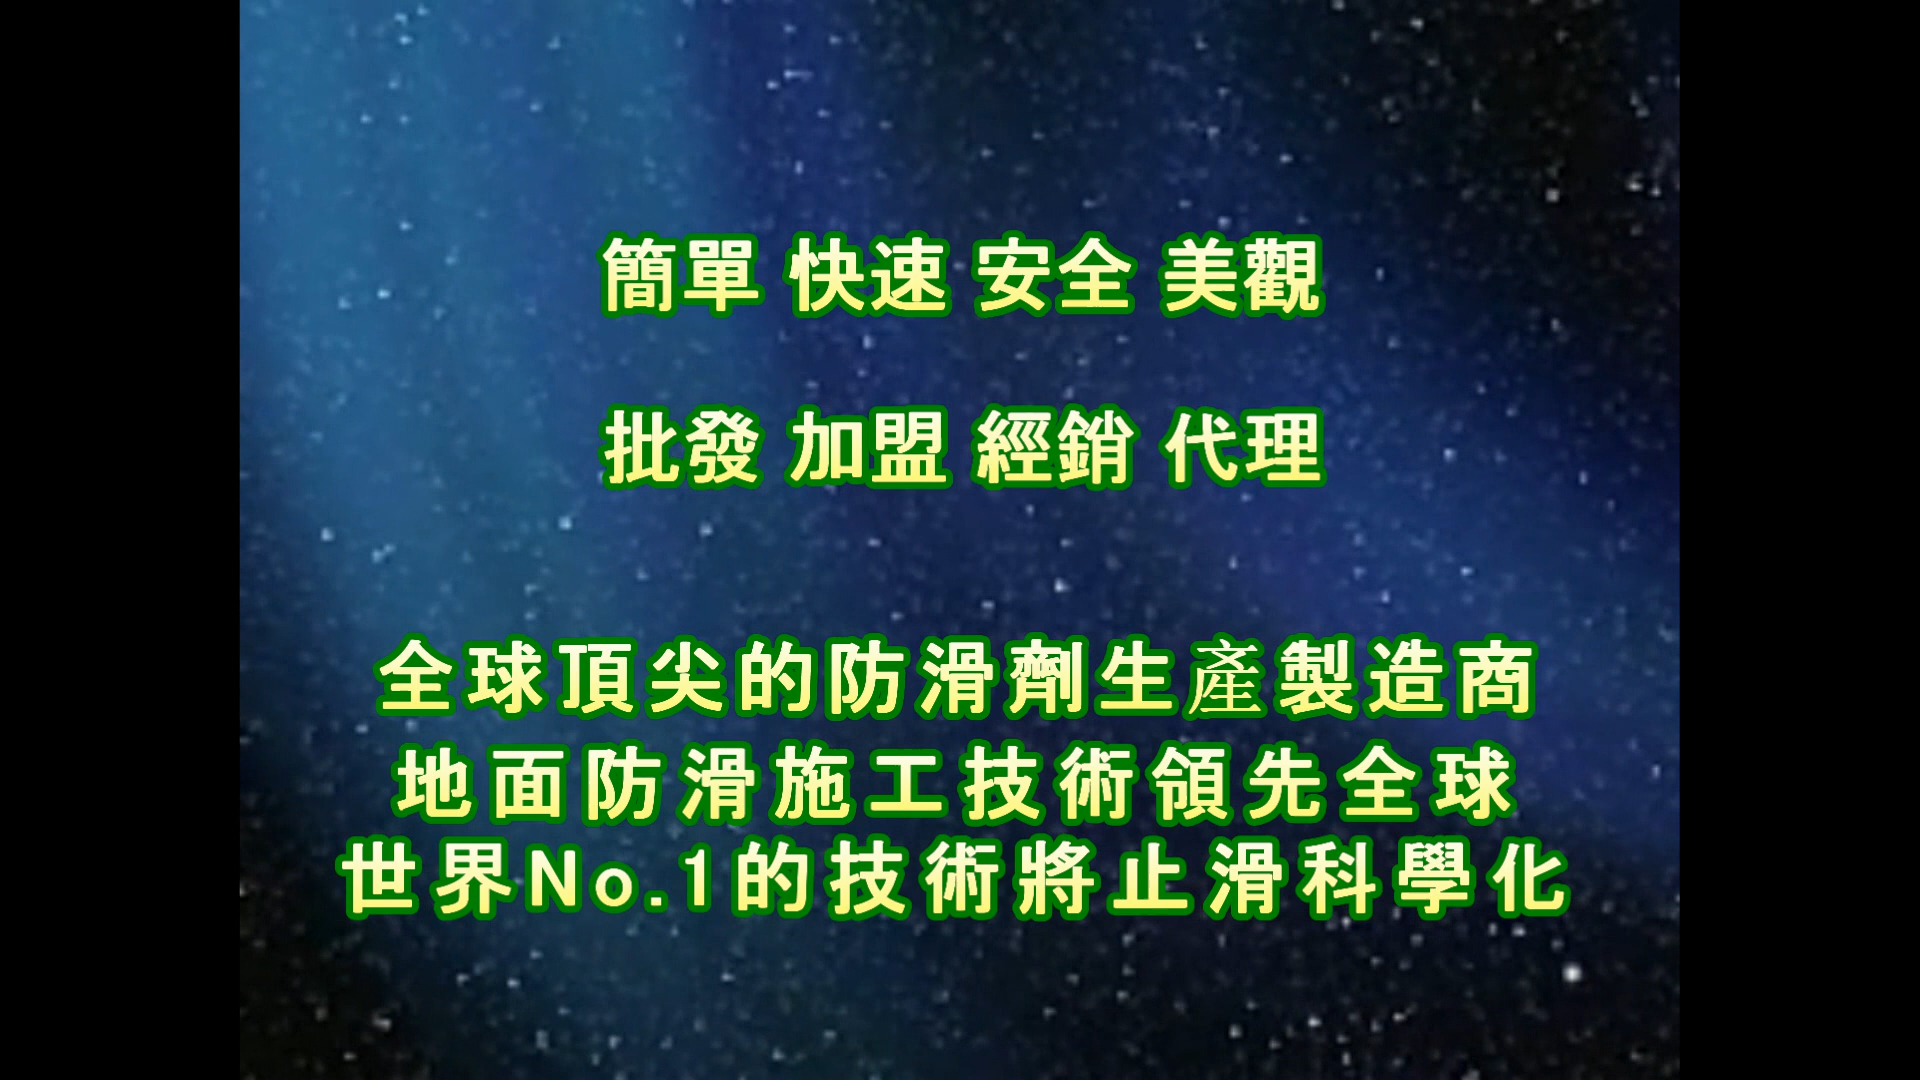 簡單 快速 安全 美觀
批發 加盟 經銷 代理
全球頂尖的防滑劑生產製造商
地面防滑施工技術領先全球
世界No.1的技術將止滑科學化